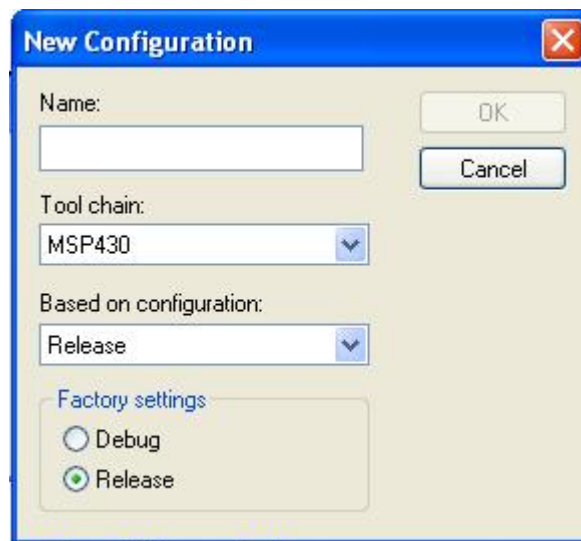 New Configuration
Name:
OK
Cancel
Tool chain:
MSP430
Based on configuration:
Release
Factory settings
Debug
Release